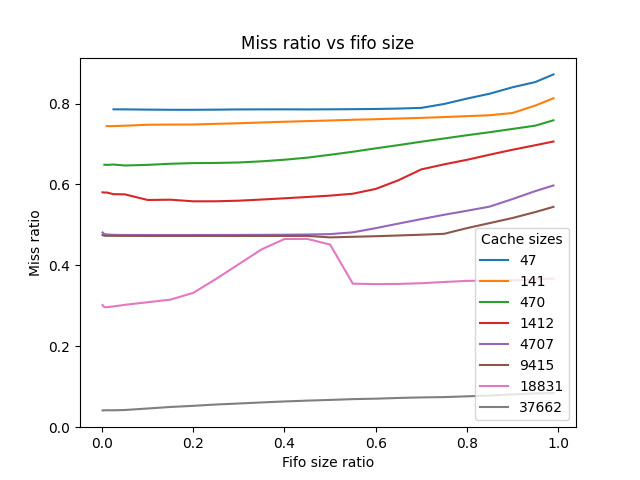 Miss ratio vs fifo size
Miss ratio
0.8
0.6
0.4
0.2
0.0
Cache sizes
47
141
470
1412
4707
9415
18831
37662
0.0 0.2 0.4 0.6 0.8 1.0
Fifo size ratio